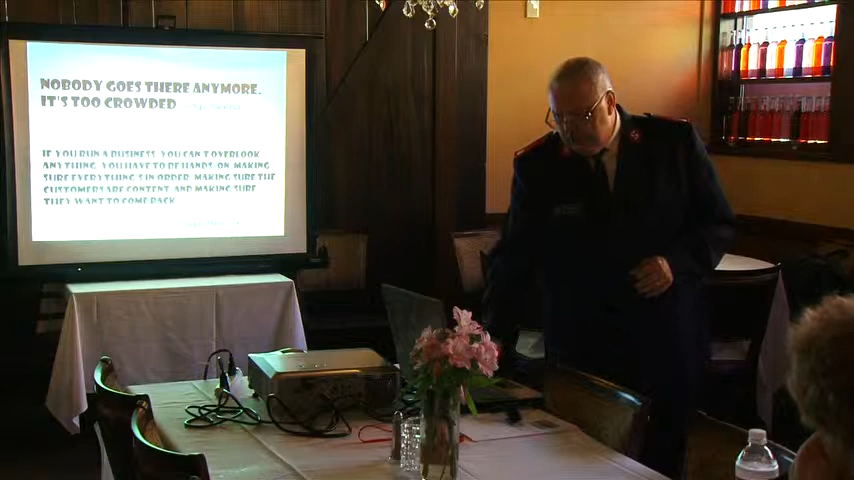 NOBODY GOES THERE ANYMORE.
IT'S TOO CROWDED
IF YOU RUN A BUSINESS, YOU CAN'T OVERLOOK
ANYTHING. YOU HAVE TO BE HANDS-ON, MAKING
SURE EVERYTHING'S IN ORDER, MAKING SURE THE
CUSTOMERS ARE CONTENT, AND MAKING SURE
THEY WANT TO COME BACK